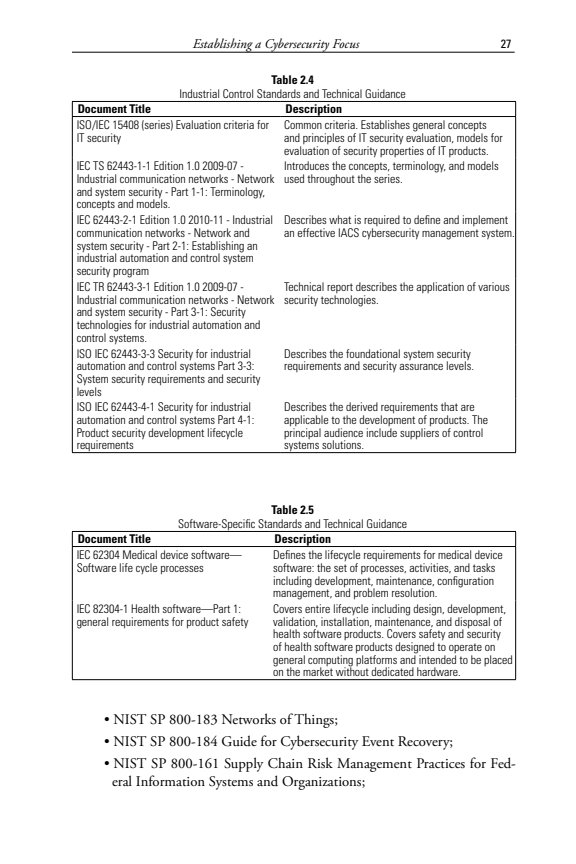 Establishing a Cybersecurity Focus 27
Table 2.4
Industrial Control Standards and Technical Guidance
Document Title Description
ISO/IEC 15408 (series) Evaluation criteria for
IT security
Common criteria. Establishes general concepts
and principles of IT security evaluation, models for
evaluation of security properties of IT products.
IEC TS 62443-1-1 Edition 1.0 2009-07 -
Industrial communication networks - Network
and system security - Part 1-1: Terminology,
concepts and models.
Introduces the concepts, terminology, and models
used throughout the series.
IEC 62443-2-1 Edition 1.0 2010-11 - Industrial
communication networks - Network and
system security - Part 2-1: Establishing an
industrial automation and control system
security program
Describes what is required to define and implement
an effective IACS cybersecurity management system.
IEC TR 62443-3-1 Edition 1.0 2009-07 -
Industrial communication networks - Network
and system security - Part 3-1: Security
technologies for industrial automation and
control systems.
Technical report describes the application of various
security technologies.
ISO IEC 62443-3-3 Security for industrial
automation and control systems Part 3-3:
System security requirements and security
levels
Describes the foundational system security
requirements and security assurance levels.
ISO IEC 62443-4-1 Security for industrial
automation and control systems Part 4-1:
Product security development lifecycle
requirements
Describes the derived requirements that are
applicable to the development of products. The
principal audience include suppliers of control
systems solutions.
Table 2.5
Software-Specific Standards and Technical Guidance
Document Title Description
IEC 62304 Medical device software—
Software life cycle processes
Defines the lifecycle requirements for medical device
software: the set of processes, activities, and tasks
including development, maintenance, configuration
management, and problem resolution.
IEC 82304-1 Health software—Part 1:
general requirements for product safety
Covers entire lifecycle including design, development,
validation, installation, maintenance, and disposal of
health software products. Covers safety and security
of health software products designed to operate on
general computing platforms and intended to be placed
on the market without dedicated hardware.
• NIST SP 800-183 Networks of Things;
• NIST SP 800-184 Guide for Cybersecurity Event Recovery;
• NIST SP 800-161 Supply Chain Risk Management Practices for Fed-
eral Information Systems and Organizations;